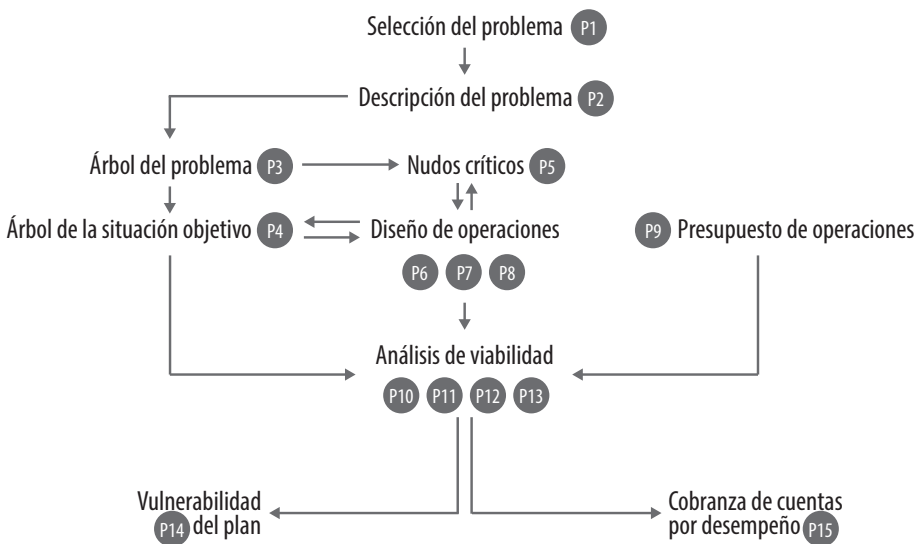 Selección del problema P1
Descripción del problema P2
Árbol del problema P3
Nudos críticos P5
Árbol de la situación objetivo P4
Diseño de operaciones
P9 Presupuesto de operaciones
P6 P7 P8
Análisis de viabilidad
P10 P11 P12 P13
Vulnerabilidad
P14 del plan
Cobranza de cuentas
por desempeño P15